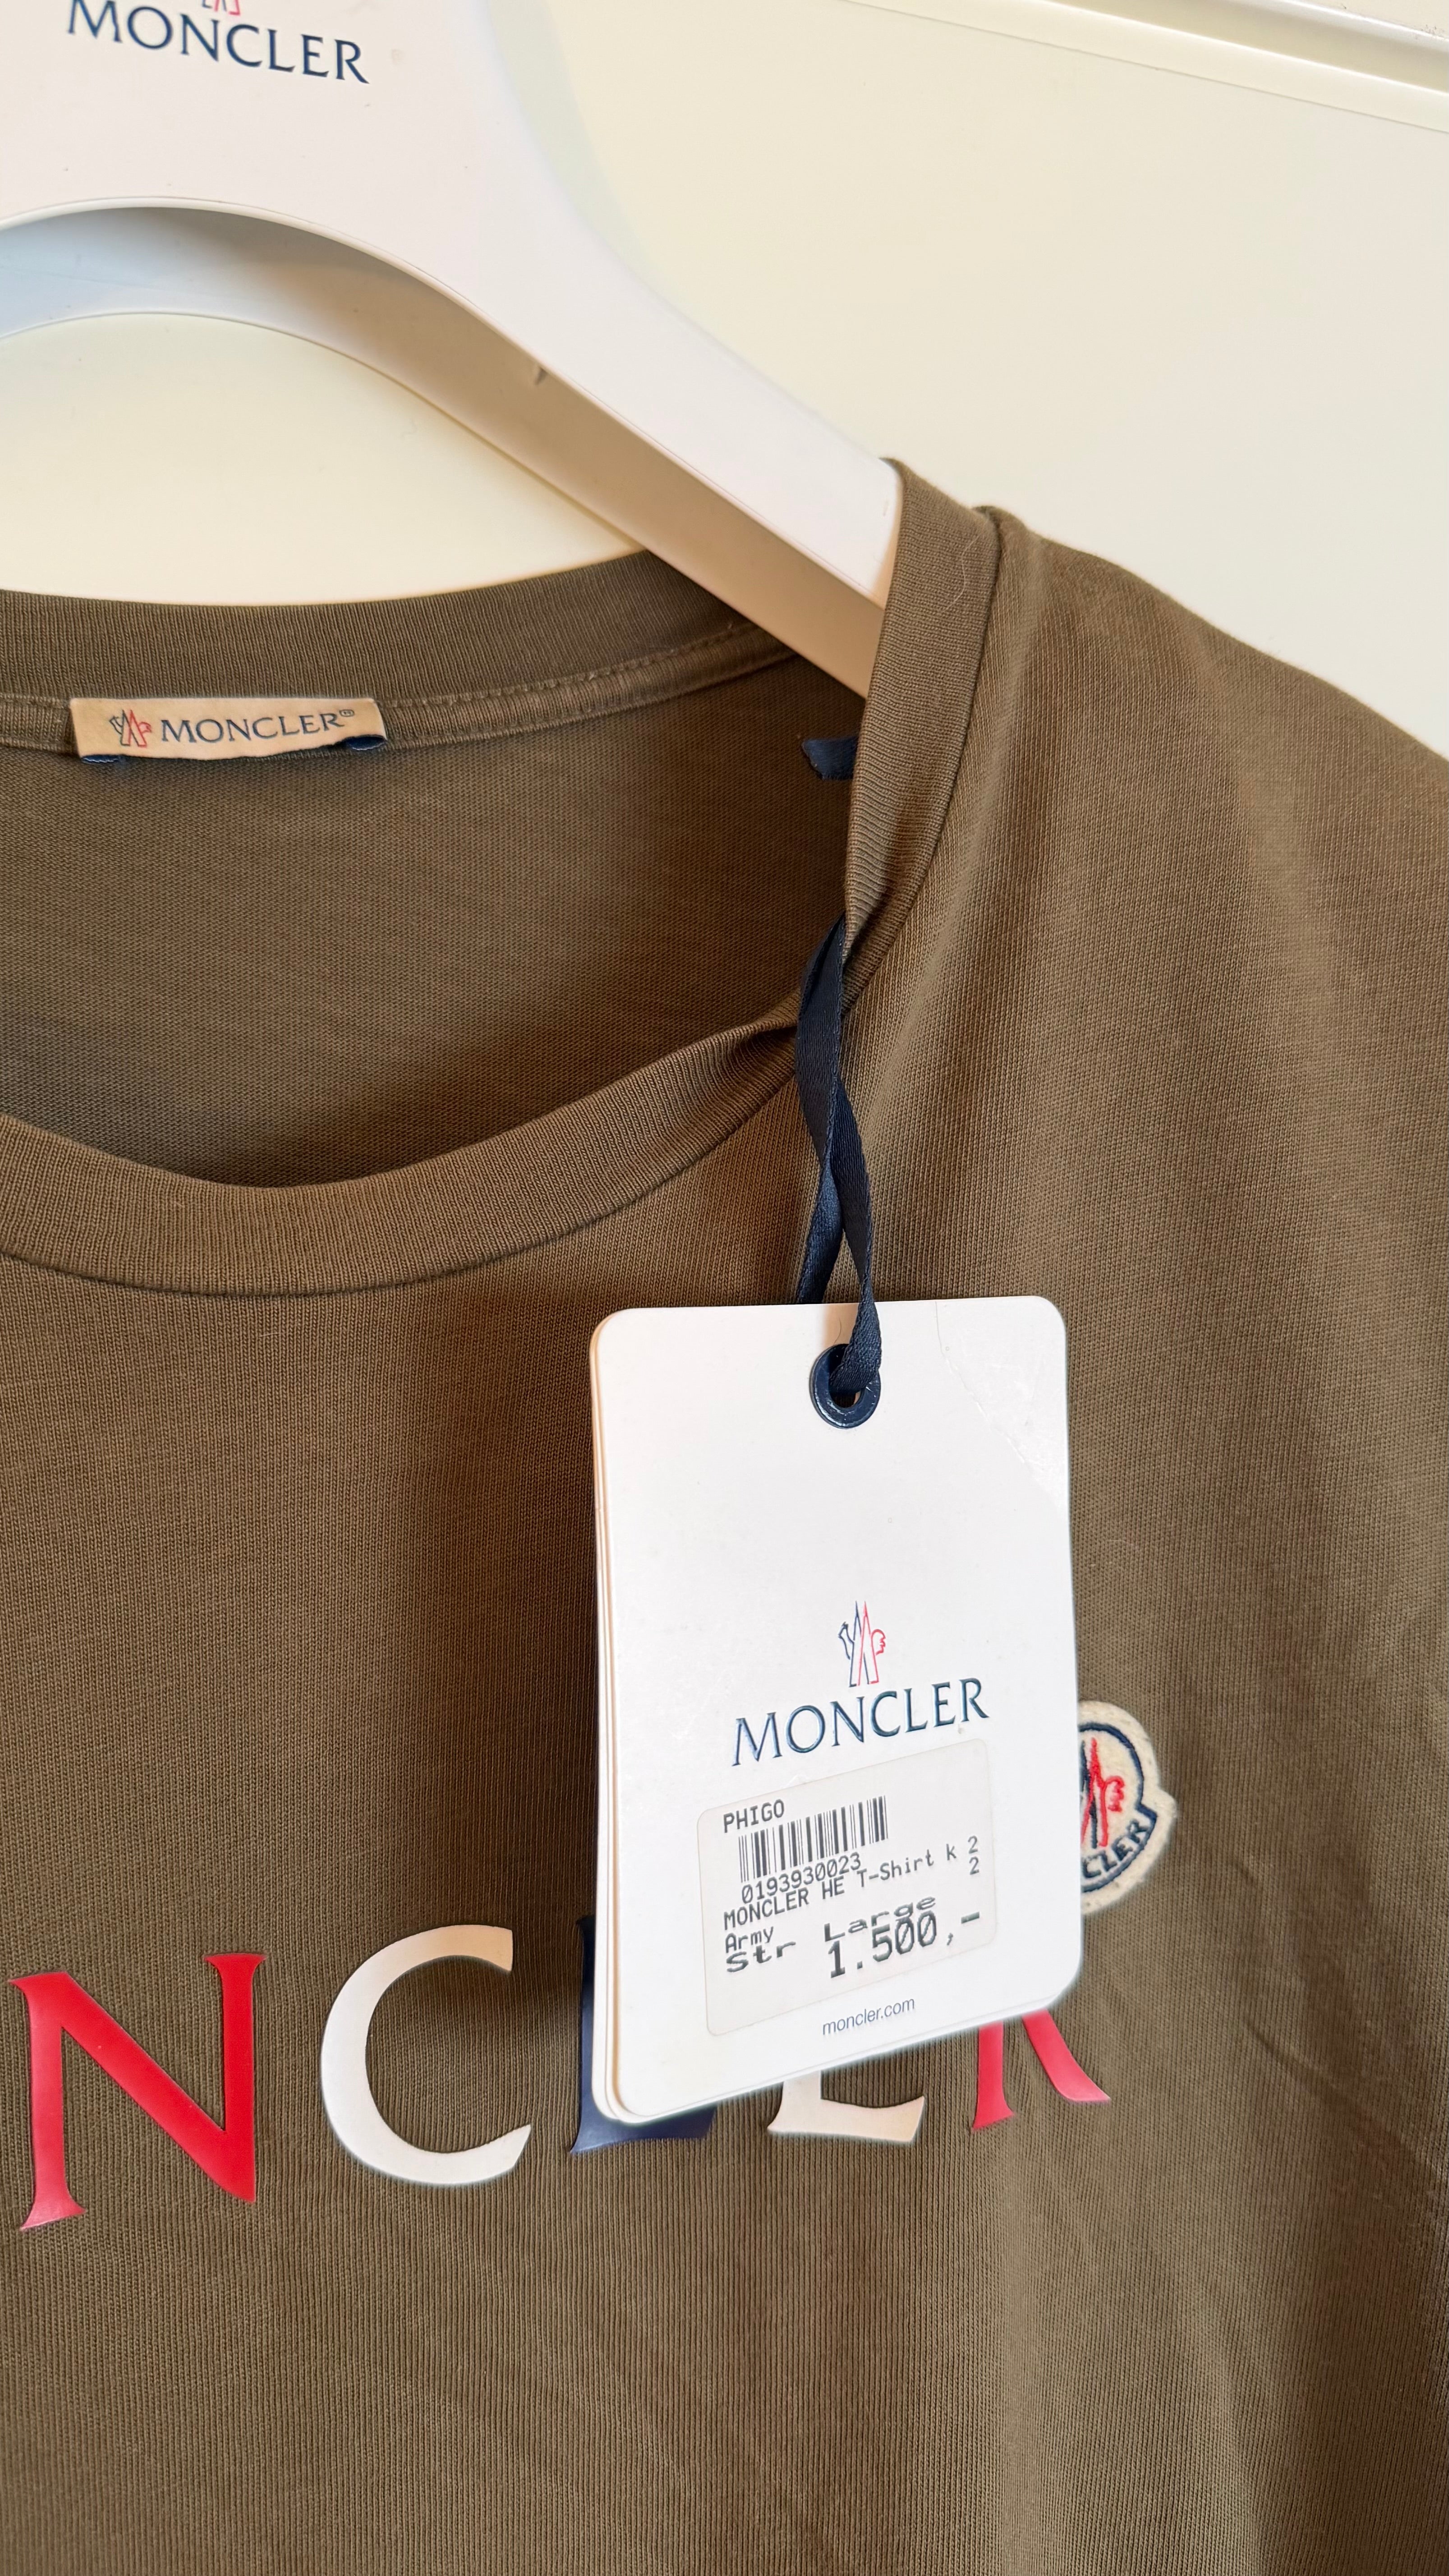 MONCLER
MONCLER
MONCLER
PHIGO
0193930023
MONCLER HE T-Shirt k 2
2
Army
Str Large
1.500,-
moncler.com
NCLER